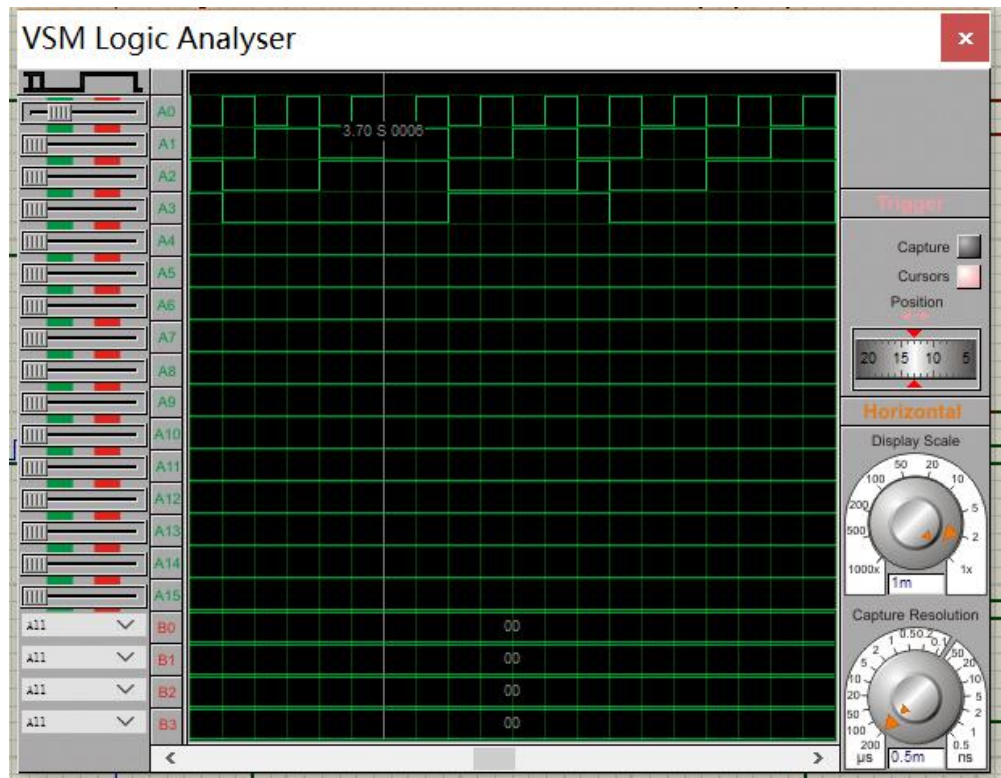 VSM Logic Analyser
x
A0
3.70 S 0006
A1
A2
A3
Trigger
A4
Capture
A5
Cursors
A6
Position
A7
20 15 10 5
A8
A9
Horizontal
A10
Display Scale
A11
50 20
100 10
A12
200 5
A13
500 2
A14
1000x 1x
1m
A15
Capture Resolution
All B0 00
All B1 00
All B2 00
All B3 00
1 0.5 0.2 0.1
2 50
5 20
10 10
20 5
50 2
100 1
200 0.5
µs 0.5m ns